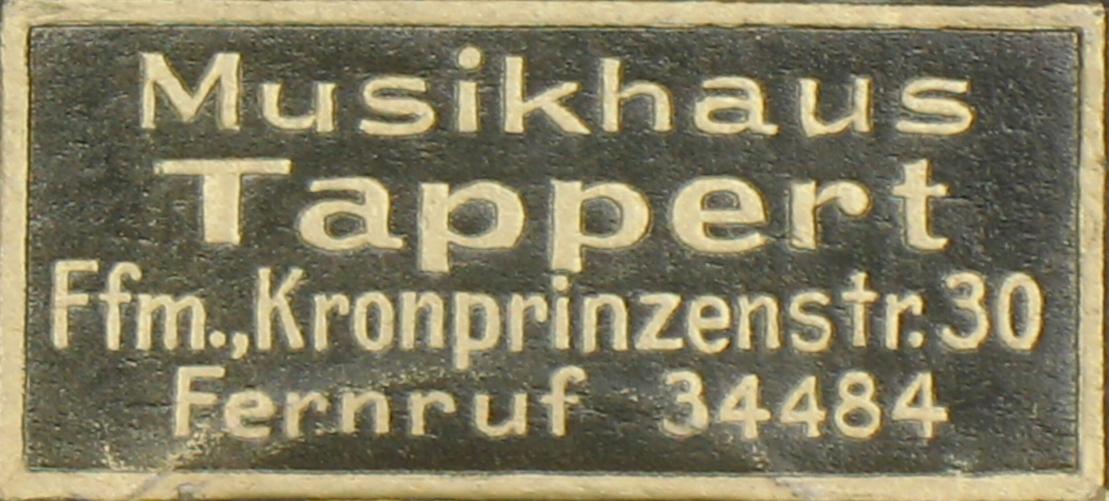 Musikhaus
Tappert
Ffm., Kronprinzenstr. 30
Fernruf 34484